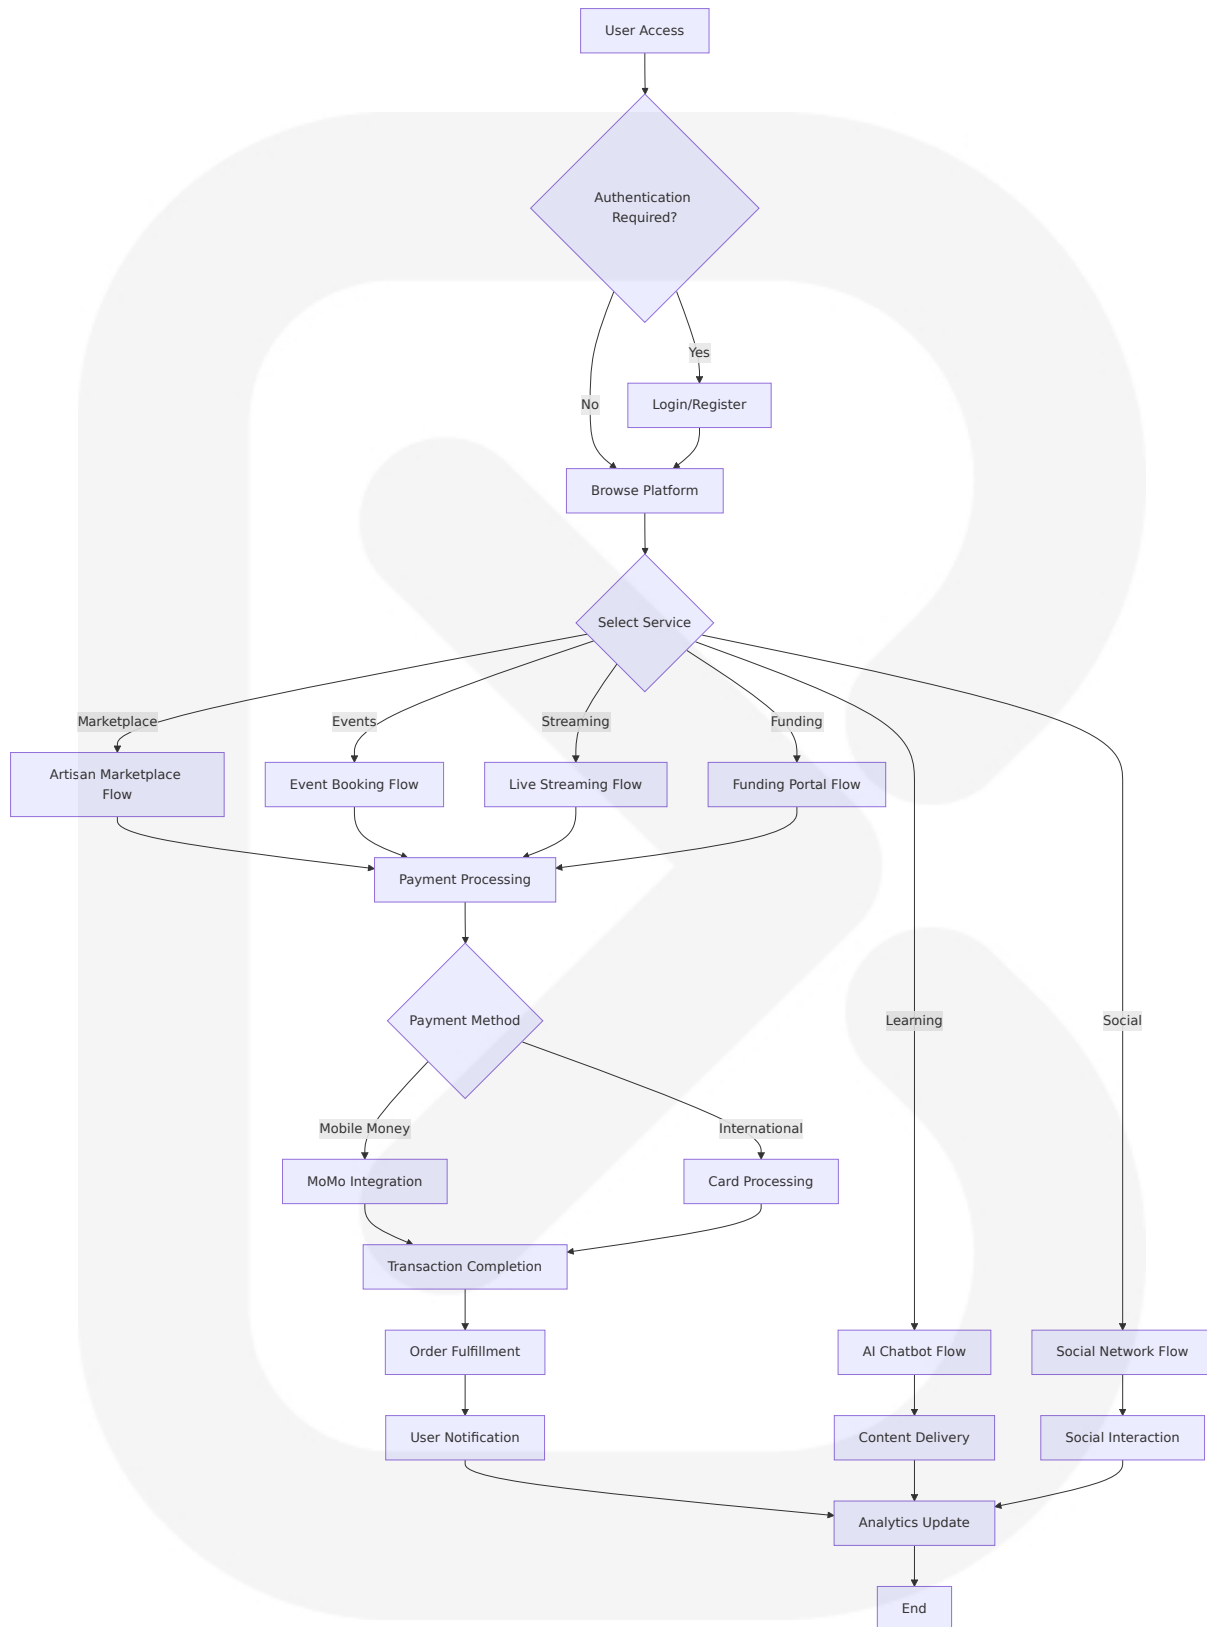 User Access
Authentication
Required?
Yes
No
Login/Register
Browse Platform
Select Service
Marketplace
Events
Streaming
Funding
Artisan Marketplace
Flow
Event Booking Flow
Live Streaming Flow
Funding Portal Flow
Payment Processing
Payment Method
Learning
Social
Mobile Money
International
MoMo Integration
Card Processing
Transaction Completion
Order Fulfillment
AI Chatbot Flow
Social Network Flow
User Notification
Content Delivery
Social Interaction
Analytics Update
End